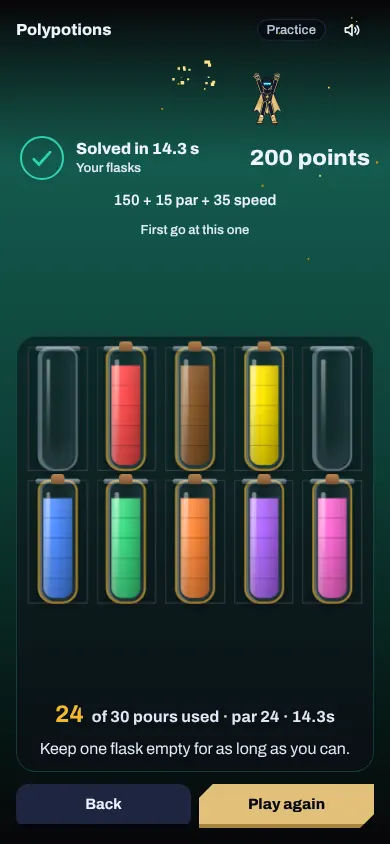 Polypotions
Practice
Solved in 14.3 s
Your flasks
200 points
150 + 15 par + 35 speed
First go at this one
24 of 30 pours used · par 24 · 14.3s
Keep one flask empty for as long as you can.
Back
Play again